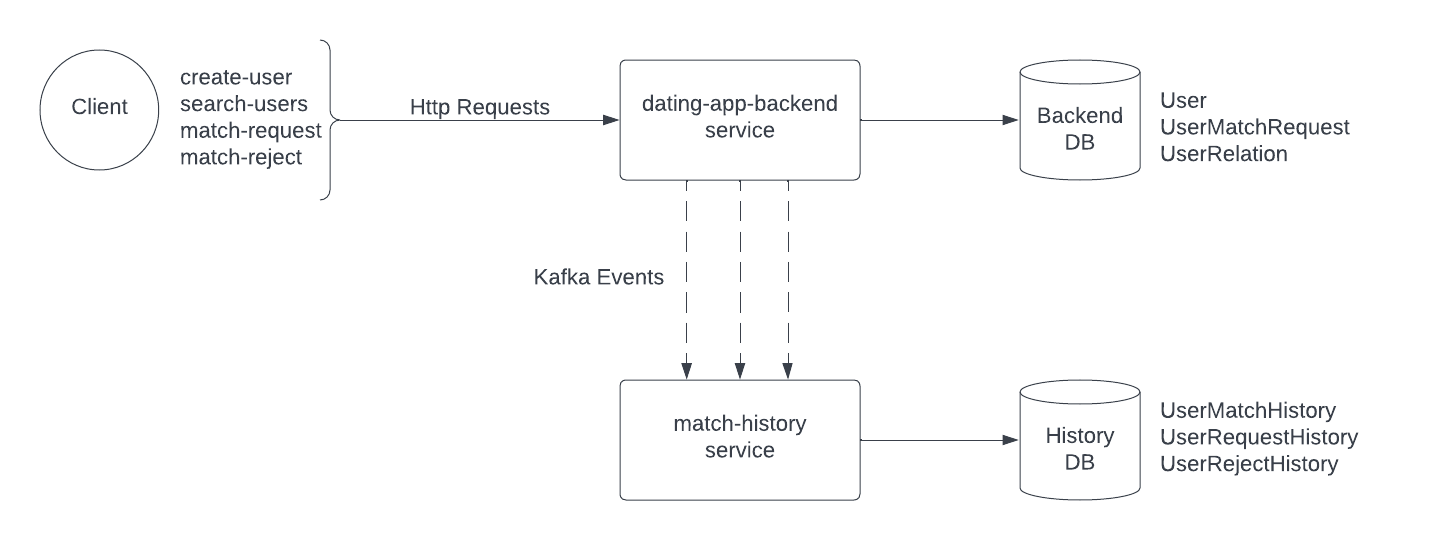 Client
create-user
search-users
match-request
match-reject
Http Requests
dating-app-backend
service
Backend
DB
User
UserMatchRequest
UserRelation
Kafka Events
match-history
service
History
DB
UserMatchHistory
UserRequestHistory
UserRejectHistory